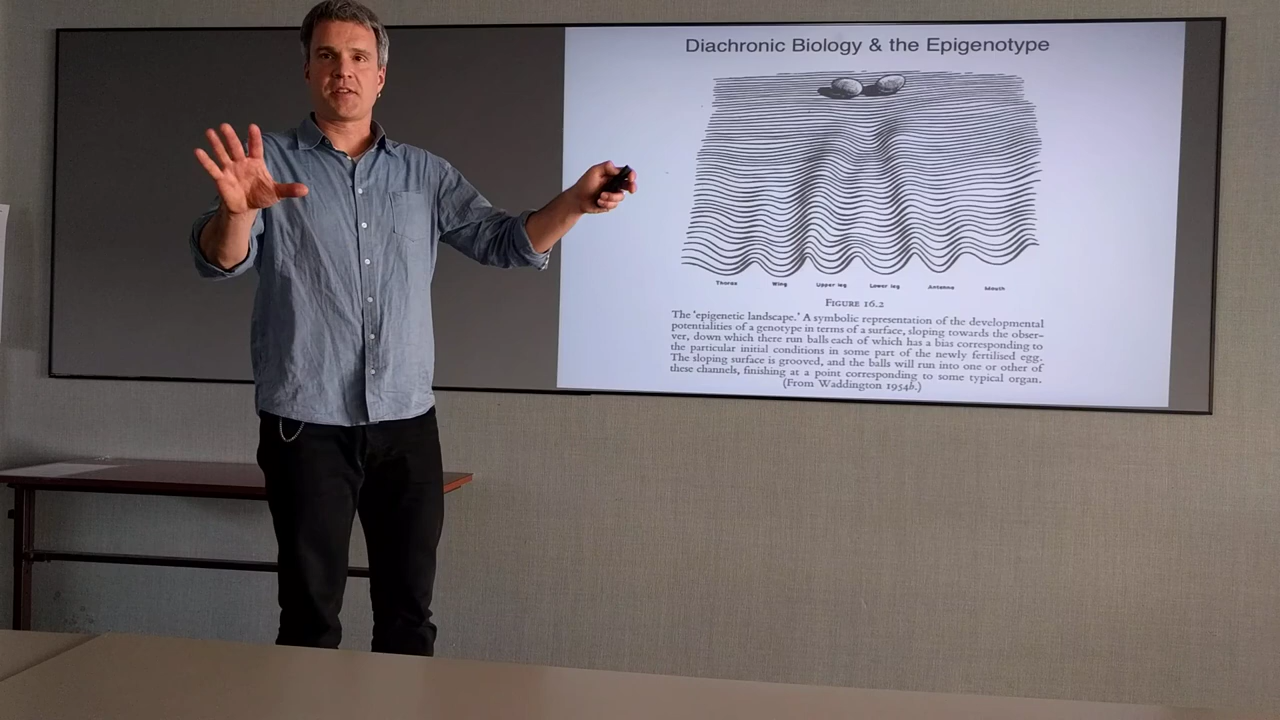 Diachronic Biology & the Epigenotype
Thorax Wing Upper leg Lower leg Antenna Mouth
FIGURE 16.2
The 'epigenetic landscape.' A symbolic representation of the developmental
potentialities of a genotype in terms of a surface, sloping towards the obser-
ver, down which there run balls each of which has a bias corresponding to
the particular initial conditions in some part of the newly fertilised egg.
The sloping surface is grooved, and the balls will run into one or other of
these channels, finishing at a point corresponding to some typical organ.
(From Waddington 1954b.)